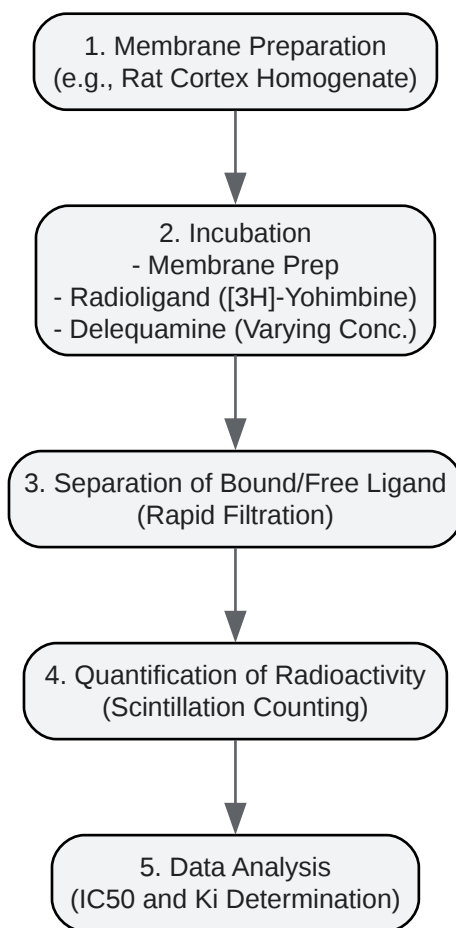 1. Membrane Preparation
(e.g., Rat Cortex Homogenate)
2. Incubation
- Membrane Prep
- Radioligand ([3H]-Yohimbine)
- Delequamine (Varying Conc.)
3. Separation of Bound/Free Ligand
(Rapid Filtration)
4. Quantification of Radioactivity
(Scintillation Counting)
5. Data Analysis
(IC50 and Ki Determination)